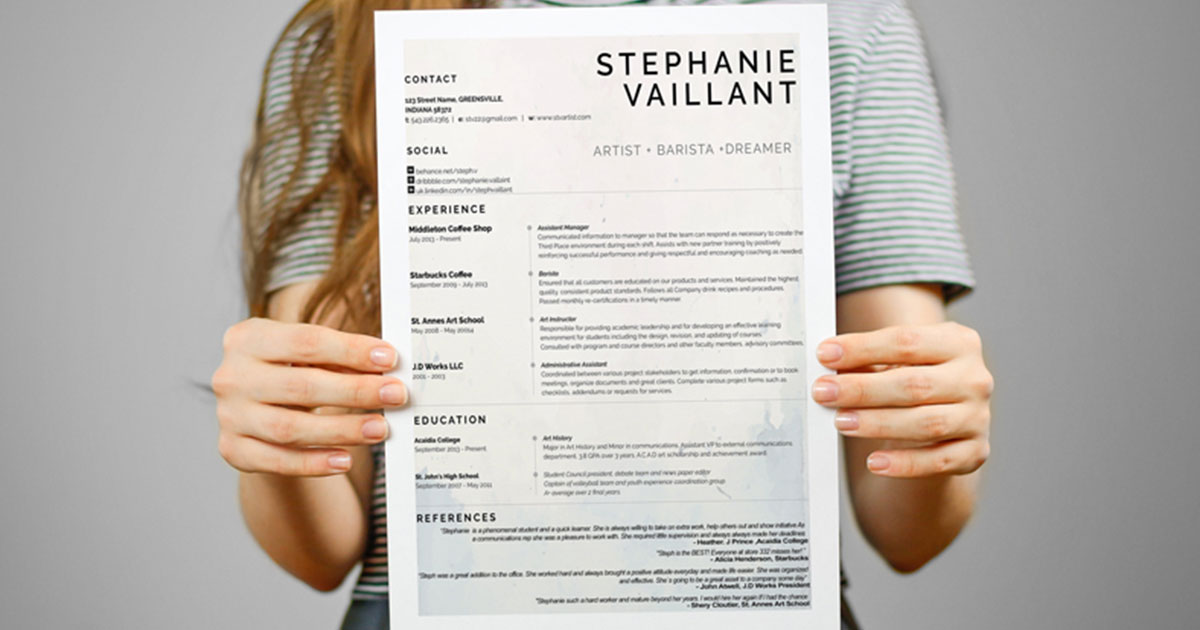 STEPHANIE
VAILLANT
ARTIST + BARISTA +DREAMER
CONTACT
123 Street Name, GREENSVILLE,
INDIANA 58372
t: 543.226.2365 | e: stv22@gmail.com | w: www.stvartist.com
SOCIAL
behance.net/steph.v
dribbble.com/stephanie.vallaint
uk.linkedin.com/in/stephvaillant
EXPERIENCE
Middleton Coffee Shop
July 2013 - Present
Assistant Manager
Communicated information to manager so that the team can respond as necessary to create the
Third Place environment during each shift. Assists with new partner training by positively
reinforcing successful performance and giving respectful and encouraging coaching as needed.
Starbucks Coffee
September 2009 - July 2013
Barista
Ensured that all customers are educated on our products and services. Maintained the highest
quality, consistent product standards. Follows all Company drink recipes and procedures.
Passed monthly re-certifications in a timely manner.
St. Annes Art School
May 2008 - May 20014
Art Instructor
Responsible for providing academic leadership and for developing an effective learning
environment for students including the design, revision, and updating of courses.
Consulted with program and course directors and other faculty members, advisory committees.
J.D Works LLC
2001 - 2003
Administrative Assistant
Coordinated between various project stakeholders to get information, confirmation or to book
meetings, organize documents and great clients. Complete various project forms such as
checklists, addendums or requests for services.
EDUCATION
Acaidia College
September 2013 - Present
Art History
Major in Art History and Minor in communications. Assistant V.P to external communications
department. 3.8 GPA over 3 years. A.C.A.D art scholarship and achievement award.
St. John's High School
September 2007 - May 2011
Student Council president, debate team and news paper editor
Captain of volleyball team and youth experience coordination group.
A+ average over 2 final years
REFERENCES
"Stephanie is a phenomenal student and a quick learner. She is always willing to take on extra work, help others out and show initiative As
a communications rep she was a pleasure to work with. She required little supervision and always always made her deadlines
- Heather. J Prince ,Acaidia College
"Steph is the BEST! Everyone at store 332 misses her!"
- Alicia Henderson, Starbucks
"Steph was a great addition to the office. She worked hard and always brought a positive attitude everyday and made life easier. She was organized
and effective. She's going to be a great asset to a company some day"
- John Atwell, J.D Works President
"Stephanie such a hard worker and mature beyond her years. I would hire her again if I had the chance
- Shery Cloutier, St. Annes Art School